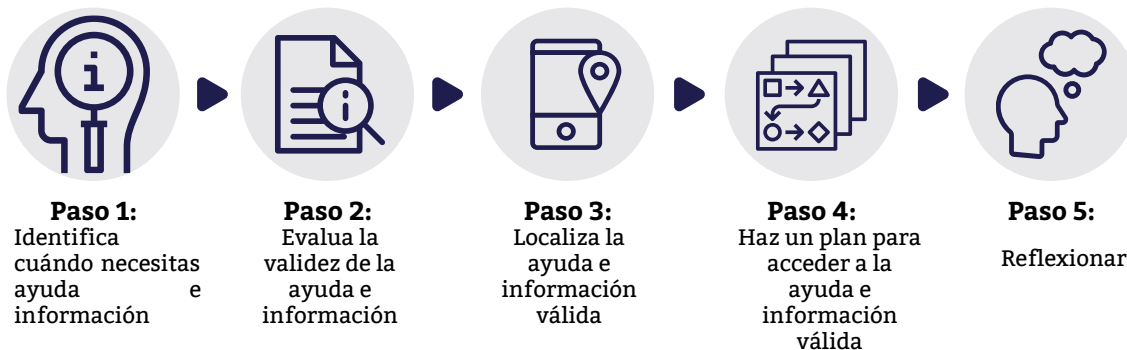 Paso 1:
Identifica
cuándo necesitas
ayuda e
información
Paso 2:
Evalua la
validez de la
ayuda e
información
Paso 3:
Localiza la
ayuda e
información
válida
Paso 4:
Haz un plan para
acceder a la
ayuda e
información
válida
Paso 5:
Reflexionar